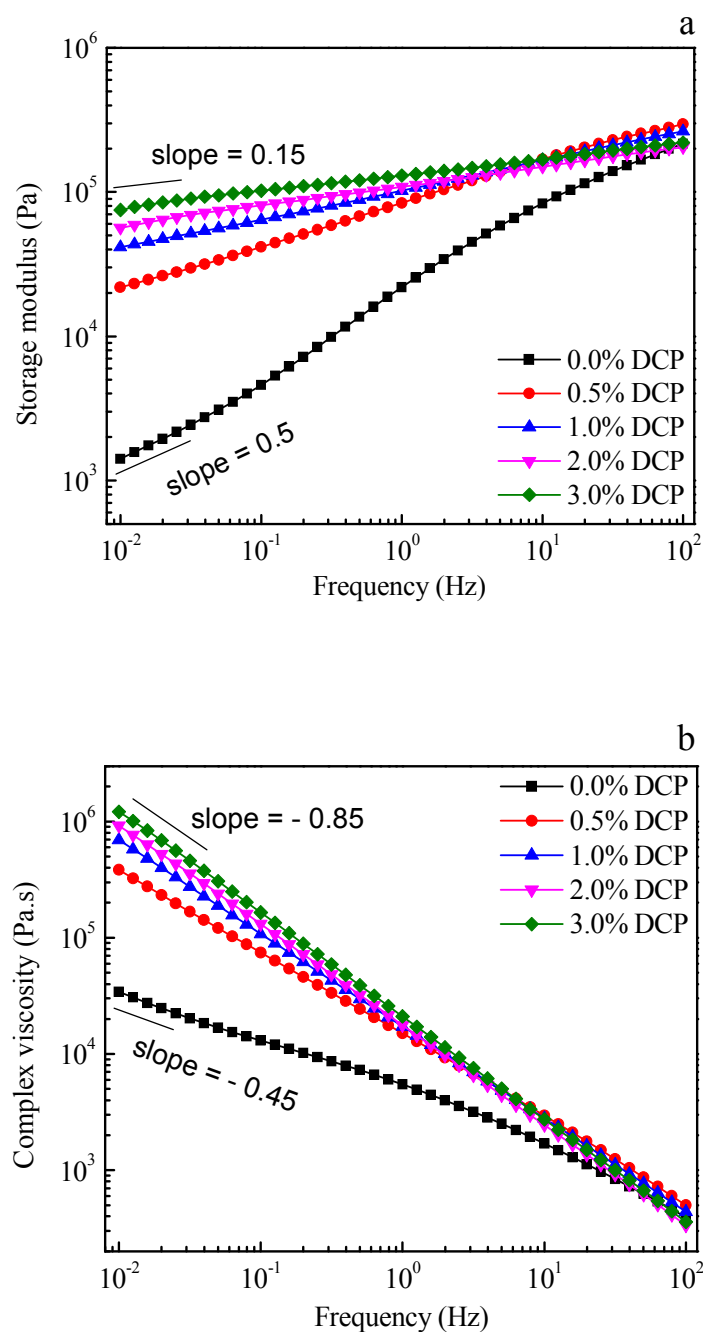 a
10^6
slope = 0.15
10^5
Storage modulus (Pa)
10^4
slope = 0.5
10^3
0.0% DCP
0.5% DCP
1.0% DCP
2.0% DCP
3.0% DCP
10^-2 10^-1 10^0 10^1 10^2
Frequency (Hz)
b
0.0% DCP
0.5% DCP
1.0% DCP
2.0% DCP
3.0% DCP
10^6
slope = - 0.85
10^5
Complex viscosity (Pa.s)
10^4
slope = - 0.45
10^3
10^-2 10^-1 10^0 10^1 10^2
Frequency (Hz)